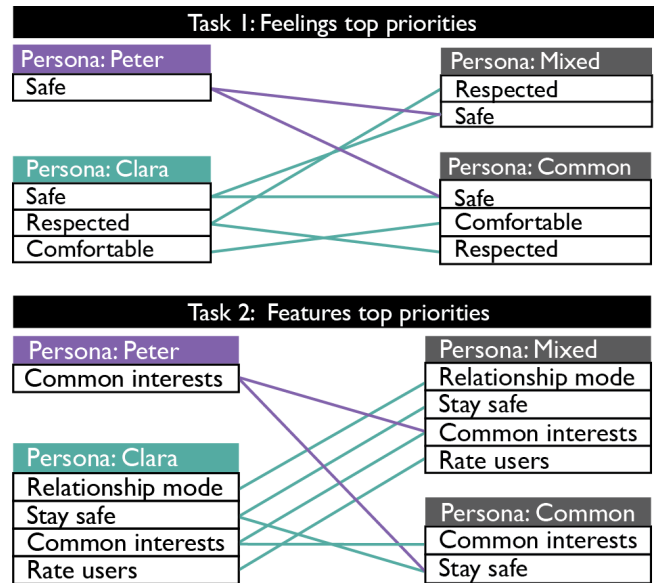 Task 1: Feelings top priorities
Persona: Peter
Safe
Persona: Clara
Safe
Respected
Comfortable
Persona: Mixed
Respected
Safe
Persona: Common
Safe
Comfortable
Respected
Task 2: Features top priorities
Persona: Peter
Common interests
Persona: Clara
Relationship mode
Stay safe
Common interests
Rate users
Persona: Mixed
Relationship mode
Stay safe
Common interests
Rate users
Persona: Common
Common interests
Stay safe